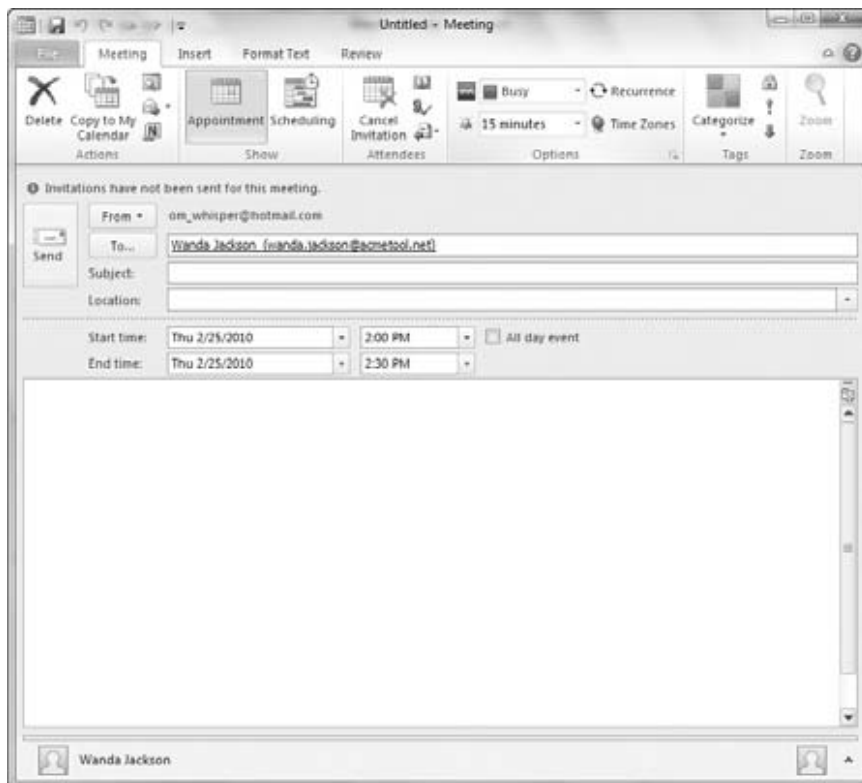 Untitled - Meeting
File Meeting Insert Format Text Review
Delete Copy to My Calendar Appointment Scheduling Cancel Invitation Busy Recurrence Categorize Zoom
15 minutes Time Zones
Actions Show Attendees Options Tags Zoom
Invitations have not been sent for this meeting.
Send
From om_whisper@hotmail.com
To... Wanda Jackson (wanda.jackson@acmetool.net)
Subject:
Location:
Start time: Thu 2/25/2010 2:00 PM All day event
End time: Thu 2/25/2010 2:30 PM
Wanda Jackson